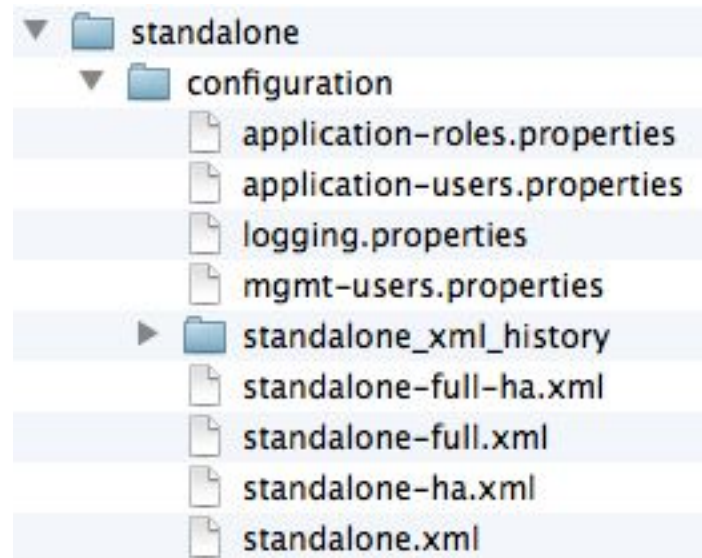 standalone
configuration
application-roles.properties
application-users.properties
logging.properties
mgmt-users.properties
standalone_xml_history
standalone-full-ha.xml
standalone-full.xml
standalone-ha.xml
standalone.xml